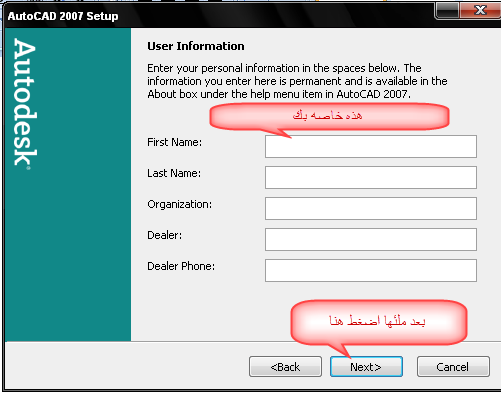 AutoCAD 2007 Setup
Autodesk
User Information
Enter your personal information in the spaces below. The
information you enter here is permanent and is available in the
About box under the help menu item in AutoCAD 2007.
هذه خاصه بك
First Name:
Last Name:
Organization:
Dealer:
Dealer Phone:
بعد ملئها اضغط هنا
<Back
Next>
Cancel